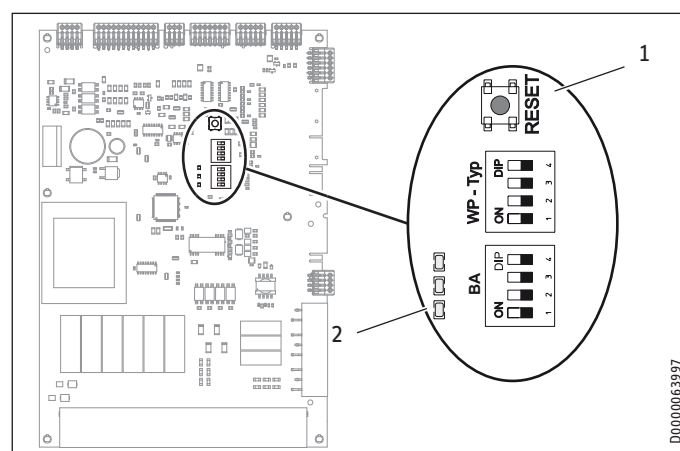 1
RESET
WP - Typ
ON DIP
1 2 3 4
BA
ON DIP
1 2 3 4
2
D0000063997